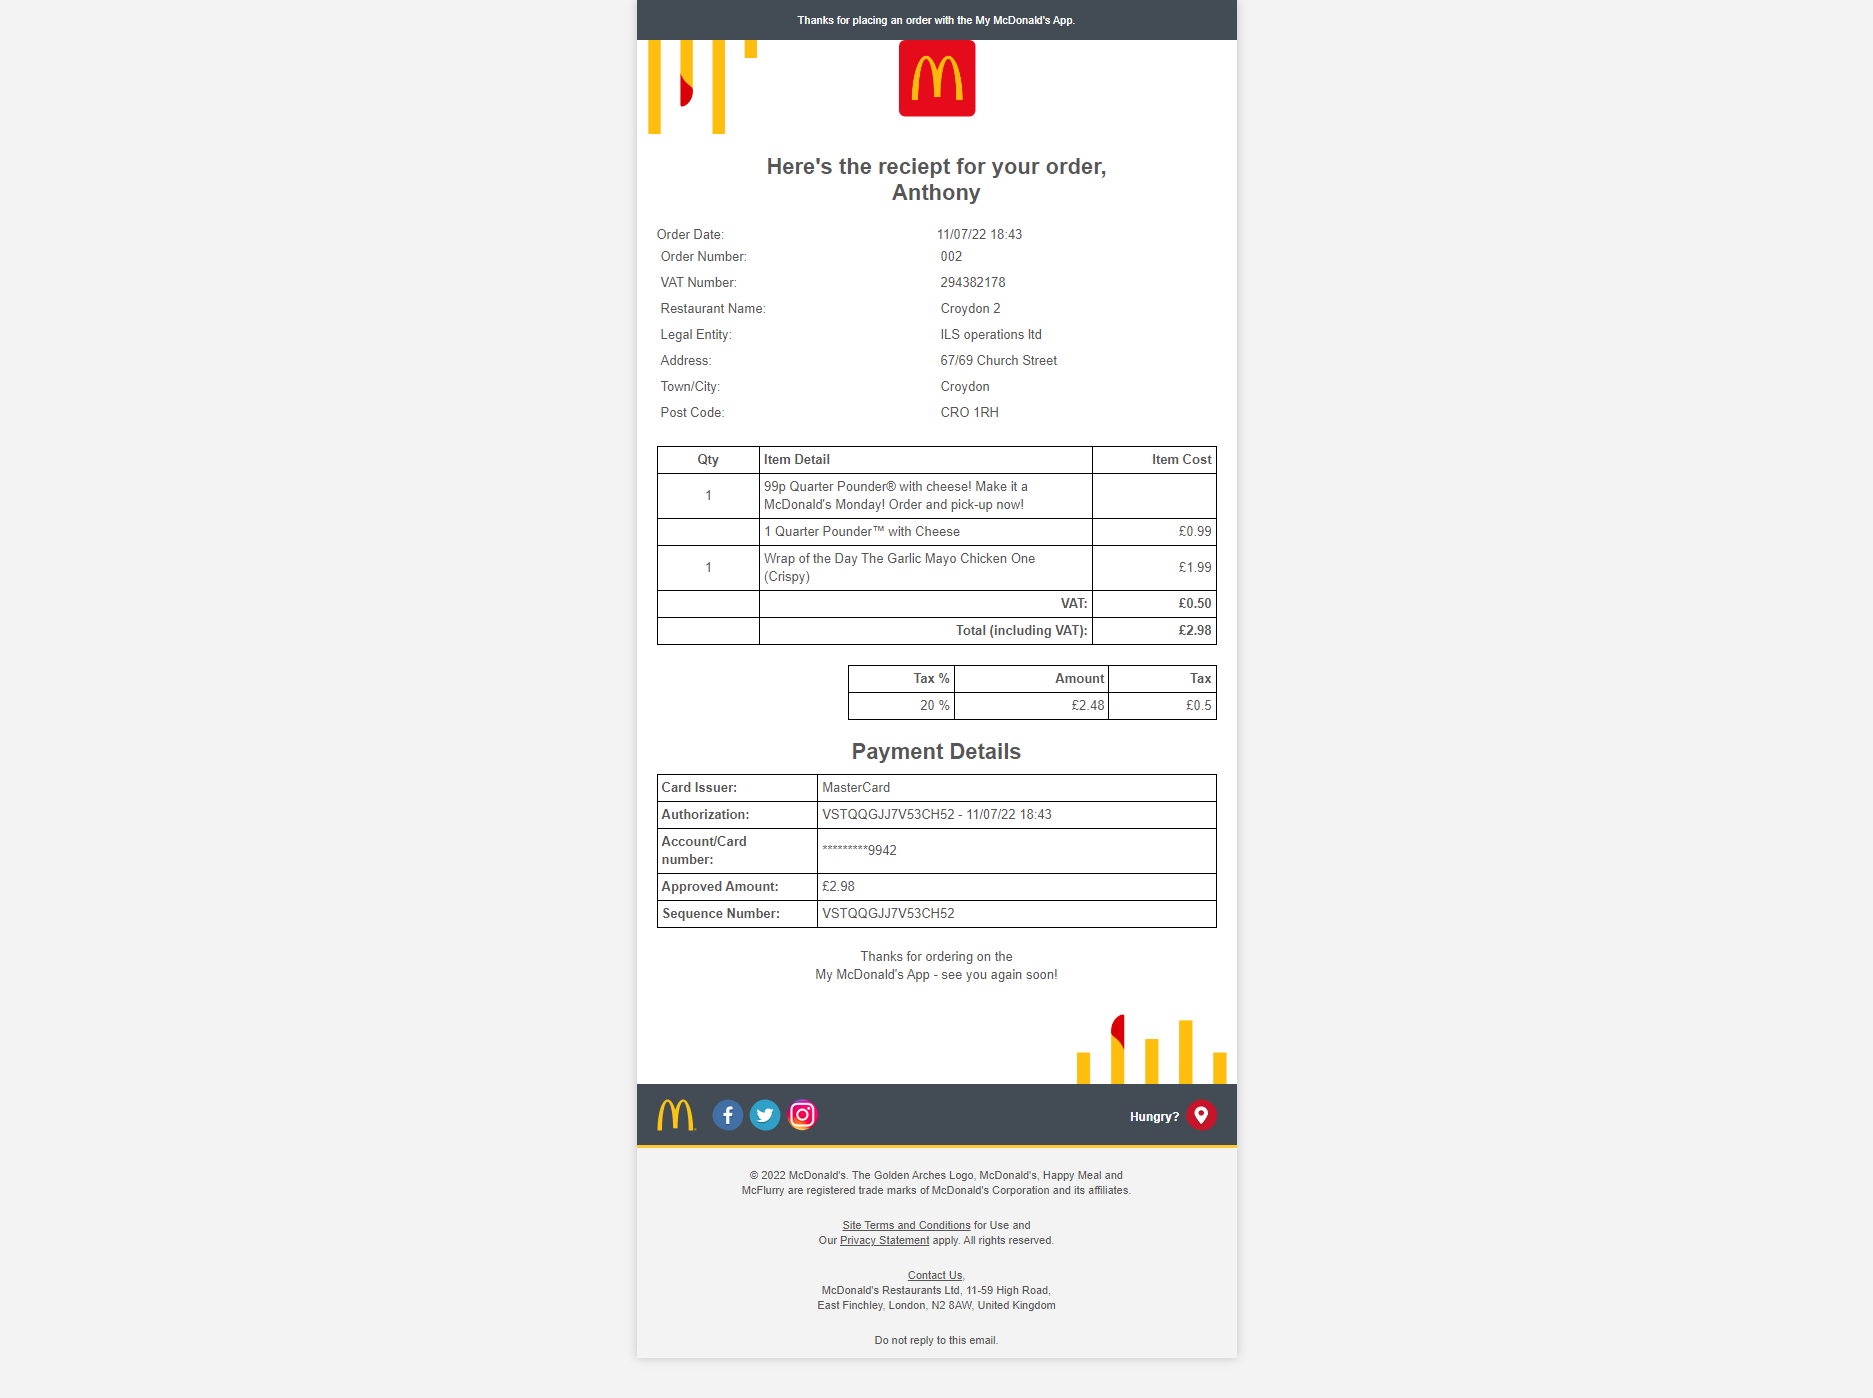 Thanks for placing an order with the My McDonald's App.
Here's the reciept for your order,
Anthony
Order Date: 11/07/22 18:43
Order Number: 002
VAT Number: 294382178
Restaurant Name: Croydon 2
Legal Entity: ILS operations ltd
Address: 67/69 Church Street
Town/City: Croydon
Post Code: CRO 1RH
Qty Item Detail Item Cost
1 99p Quarter Pounder® with cheese! Make it a
McDonald's Monday! Order and pick-up now!
1 Quarter Pounder™ with Cheese £0.99
1 Wrap of the Day The Garlic Mayo Chicken One £1.99
(Crispy)
VAT: £0.50
Total (including VAT): £2.98
Tax % Amount Tax
20 % £2.48 £0.5
Payment Details
Card Issuer: MasterCard
Authorization: VSTQQGJJ7V53CH52 - 11/07/22 18:43
Account/Card
number: *********9942
Approved Amount: £2.98
Sequence Number: VSTQQGJJ7V53CH52
Thanks for ordering on the
My McDonald's App - see you again soon!
Hungry?
© 2022 McDonald's. The Golden Arches Logo, McDonald's, Happy Meal and
McFlurry are registered trade marks of McDonald's Corporation and its affiliates.
Site Terms and Conditions for Use and
Our Privacy Statement apply. All rights reserved.
Contact Us,
McDonald's Restaurants Ltd, 11-59 High Road,
East Finchley, London, N2 8AW, United Kingdom
Do not reply to this email.